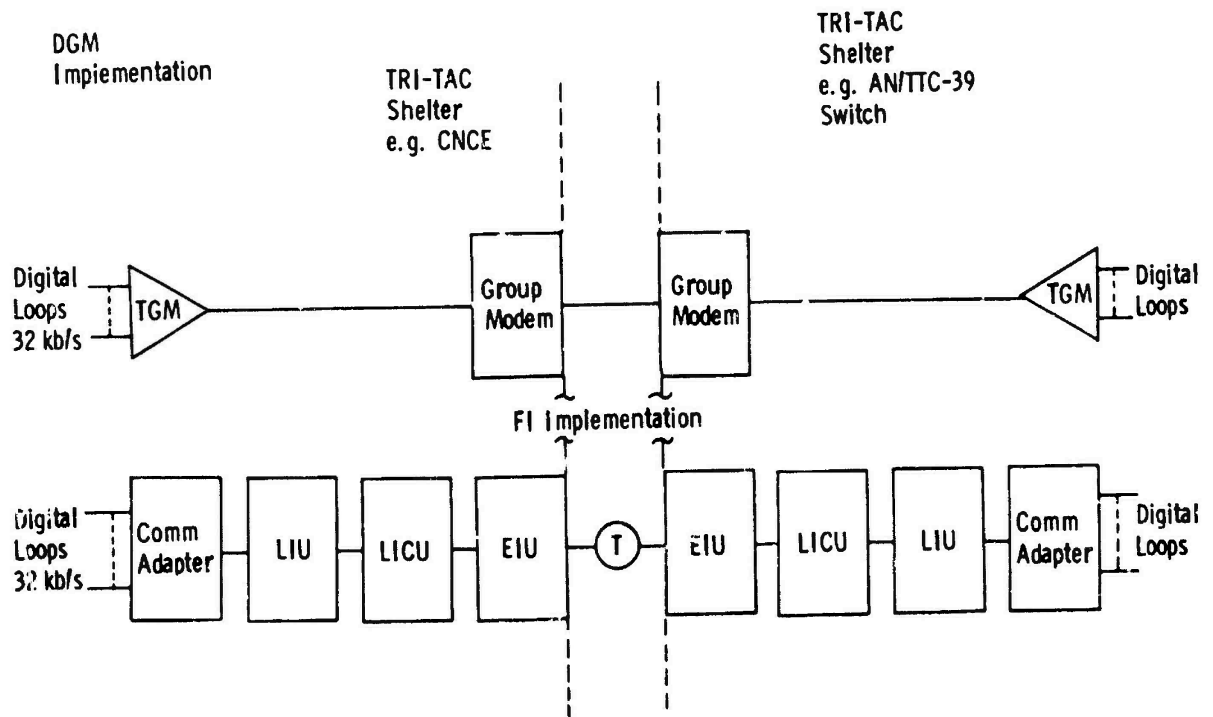 DGM
Impiementation
TRI-TAC
Shelter
e.g. CNCE
TRI-TAC
Shelter
e.g. AN/TTC-39
Switch
Digital
Loops
32 kb/s
TGM
Group
Modem
Group
Modem
TGM
Digital
Loops
FI Implementation
Digital
Loops
32 kb/s
Comm
Adapter
LIU
LICU
EIU
T
EIU
LICU
LIU
Comm
Adapter
Digital
Loops